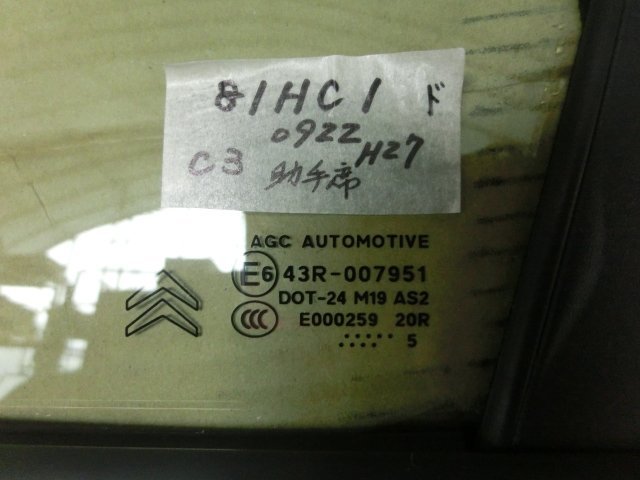 81HC1 ド
0922
C3 助手席 H27
AGC AUTOMOTIVE
E6 43R-007951
DOT-24 M19 AS2
CCC E000259 20R
..... 5